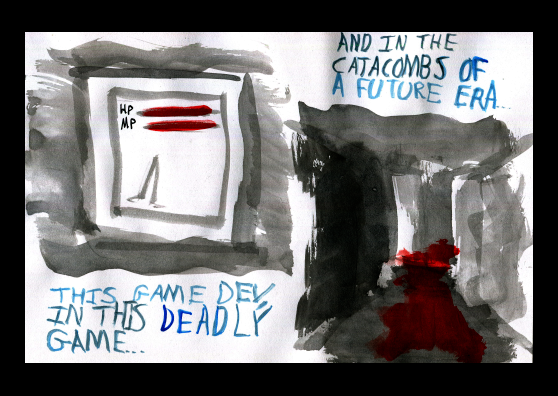 HP
MP
THIS GAME DEV
IN THIS DEADLY
GAME...
AND IN THE
CATACOMBS OF
A FUTURE ERA...